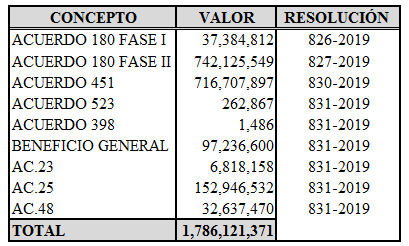 CONCEPTO VALOR RESOLUCIÓN
ACUERDO 180 FASE I 37,384,812 826-2019
ACUERDO 180 FASE II 742,125,549 827-2019
ACUERDO 451 716,707,897 830-2019
ACUERDO 523 262,867 831-2019
ACUERDO 398 1,486 831-2019
BENEFICIO GENERAL 97,236,600 831-2019
AC.23 6,818,158 831-2019
AC.25 152,946,532 831-2019
AC.48 32,637,470 831-2019
TOTAL 1,786,121,371